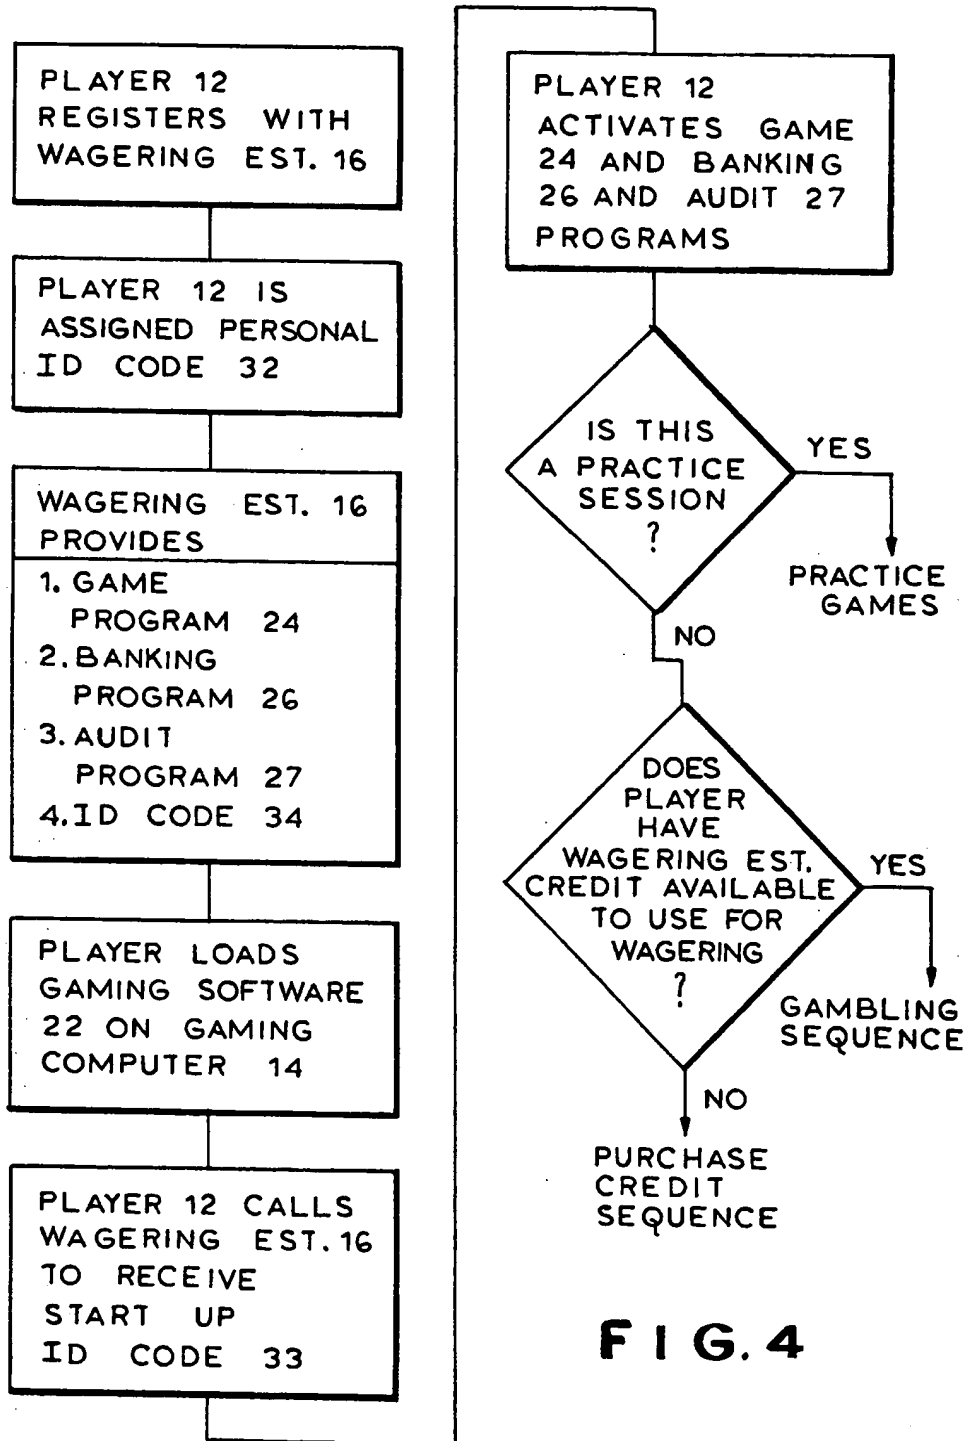 PLAYER 12
REGISTERS WITH
WAGERING EST. 16
PLAYER 12 IS
ASSIGNED PERSONAL
ID CODE 32
WAGERING EST. 16
PROVIDES
1. GAME
PROGRAM 24
2. BANKING
PROGRAM 26
3. AUDIT
PROGRAM 27
4. ID CODE 34
PLAYER LOADS
GAMING SOFTWARE
22 ON GAMING
COMPUTER 14
PLAYER 12 CALLS
WAGERING EST. 16
TO RECEIVE
START UP
ID CODE 33
PLAYER 12
ACTIVATES GAME
24 AND BANKING
26 AND AUDIT 27
PROGRAMS
IS THIS
A PRACTICE
SESSION
?
YES
PRACTICE
GAMES
NO
DOES
PLAYER
HAVE
WAGERING EST.
CREDIT AVAILABLE
TO USE FOR
WAGERING
?
YES
GAMBLING
SEQUENCE
NO
PURCHASE
CREDIT
SEQUENCE
FIG. 4